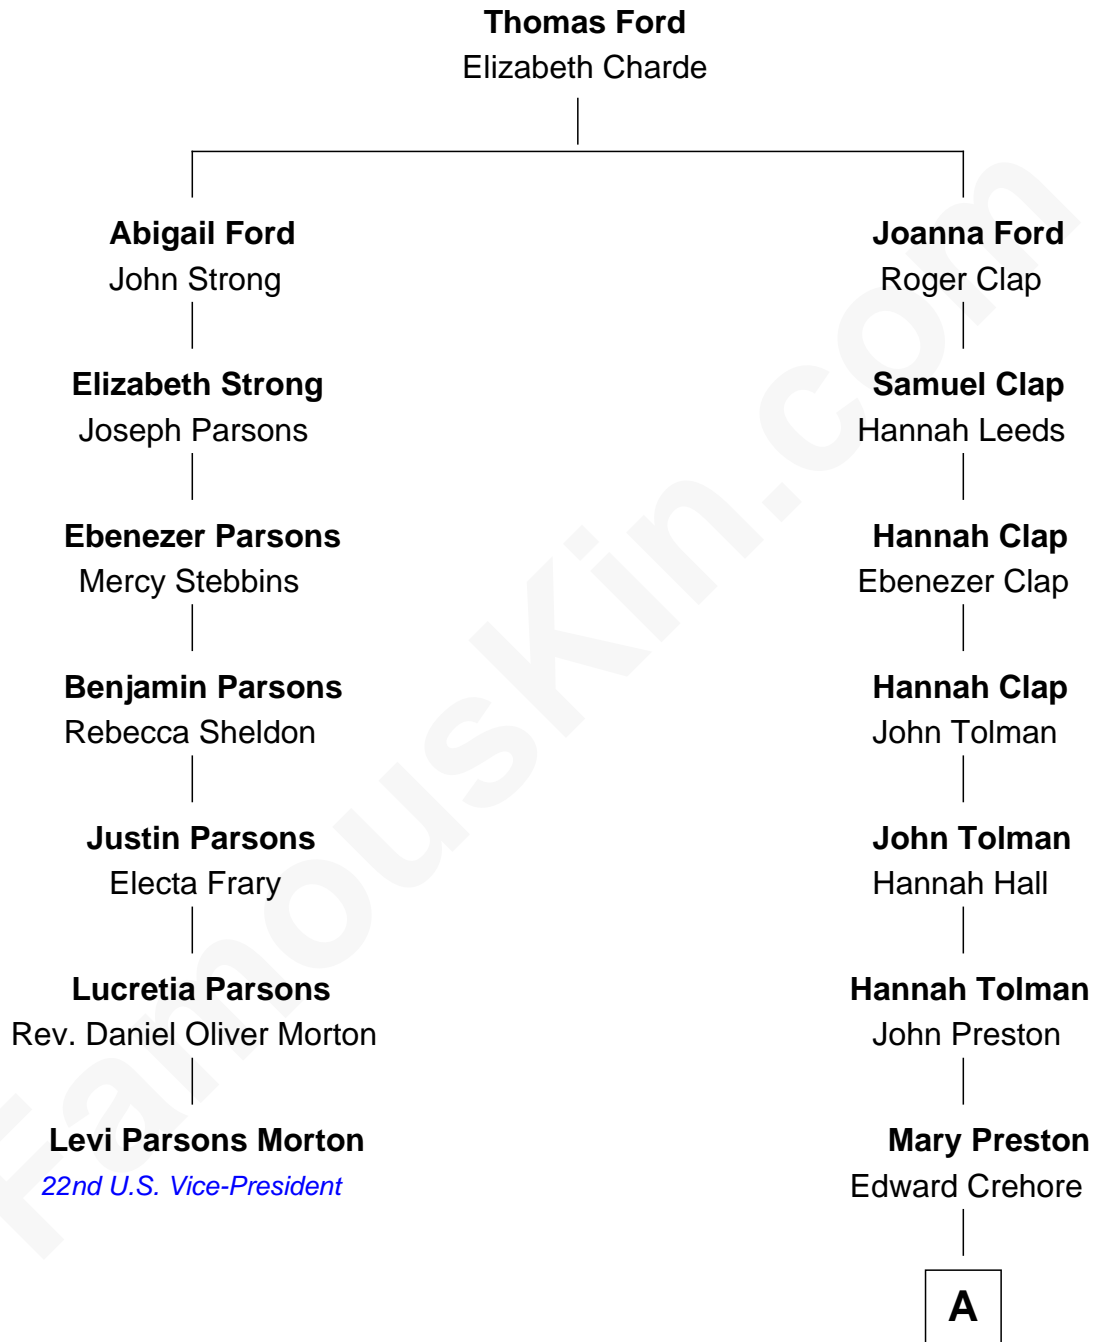 Thomas Ford
Elizabeth Charde
Abigail Ford
John Strong
Elizabeth Strong
Joseph Parsons
Ebenezer Parsons
Mercy Stebbins
Benjamin Parsons
Rebecca Sheldon
Justin Parsons
Electa Frary
Lucretia Parsons
Rev. Daniel Oliver Morton
Levi Parsons Morton
22nd U.S. Vice-President
Joanna Ford
Roger Clap
Samuel Clap
Hannah Leeds
Hannah Clap
Ebenezer Clap
Hannah Clap
John Tolman
John Tolman
Hannah Hall
Hannah Tolman
John Preston
Mary Preston
Edward Crehore
A
FamousKin.com